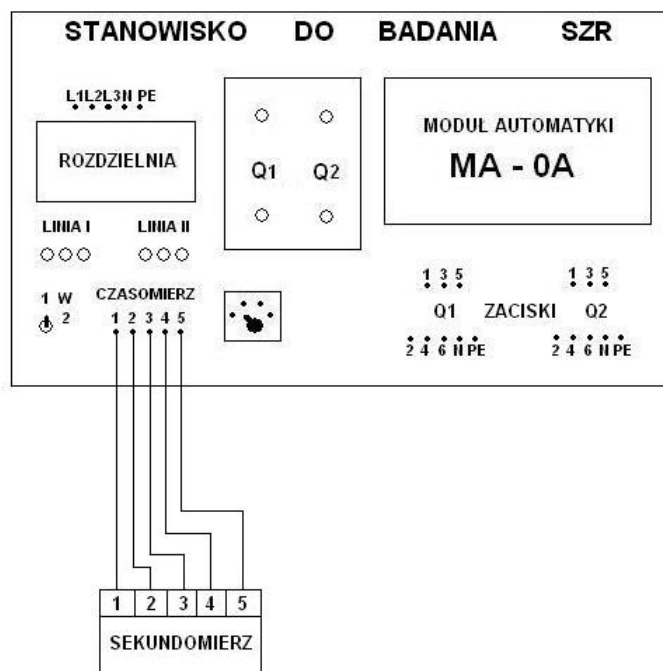 STANOWISKO DO BADANIA SZR
L1L2L3N PE
ROZDZIELNIA
Q1 Q2
MODUŁ AUTOMATYKI
MA - 0A
LINIA I LINIA II
1 W
2
CZASOMIERZ
1 2 3 4 5
1 3 5
1 3 5
Q1 ZACISKI Q2
2 4 6 N PE
2 4 6 N PE
1 2 3 4 5
SEKUNDOMIERZ